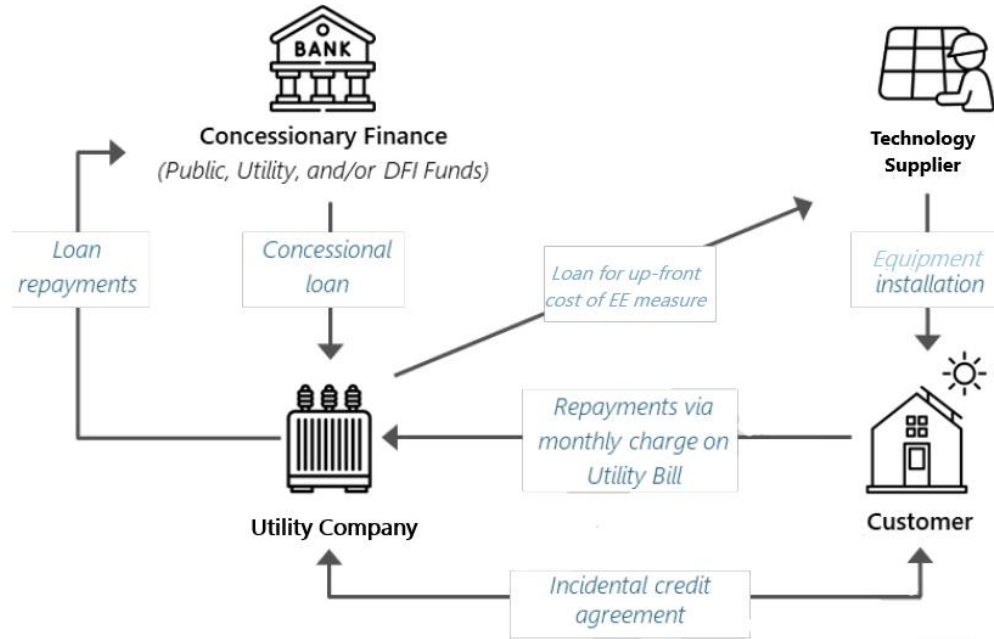 BANK
Concessionary Finance
(Public, Utility, and/or DFI Funds)
Technology
Supplier
Loan
repayments
Concessional
loan
Loan for up-front
cost of EE measure
Equipment
installation
Repayments via
monthly charge on
Utility Bill
Utility Company
Customer
Incidental credit
agreement